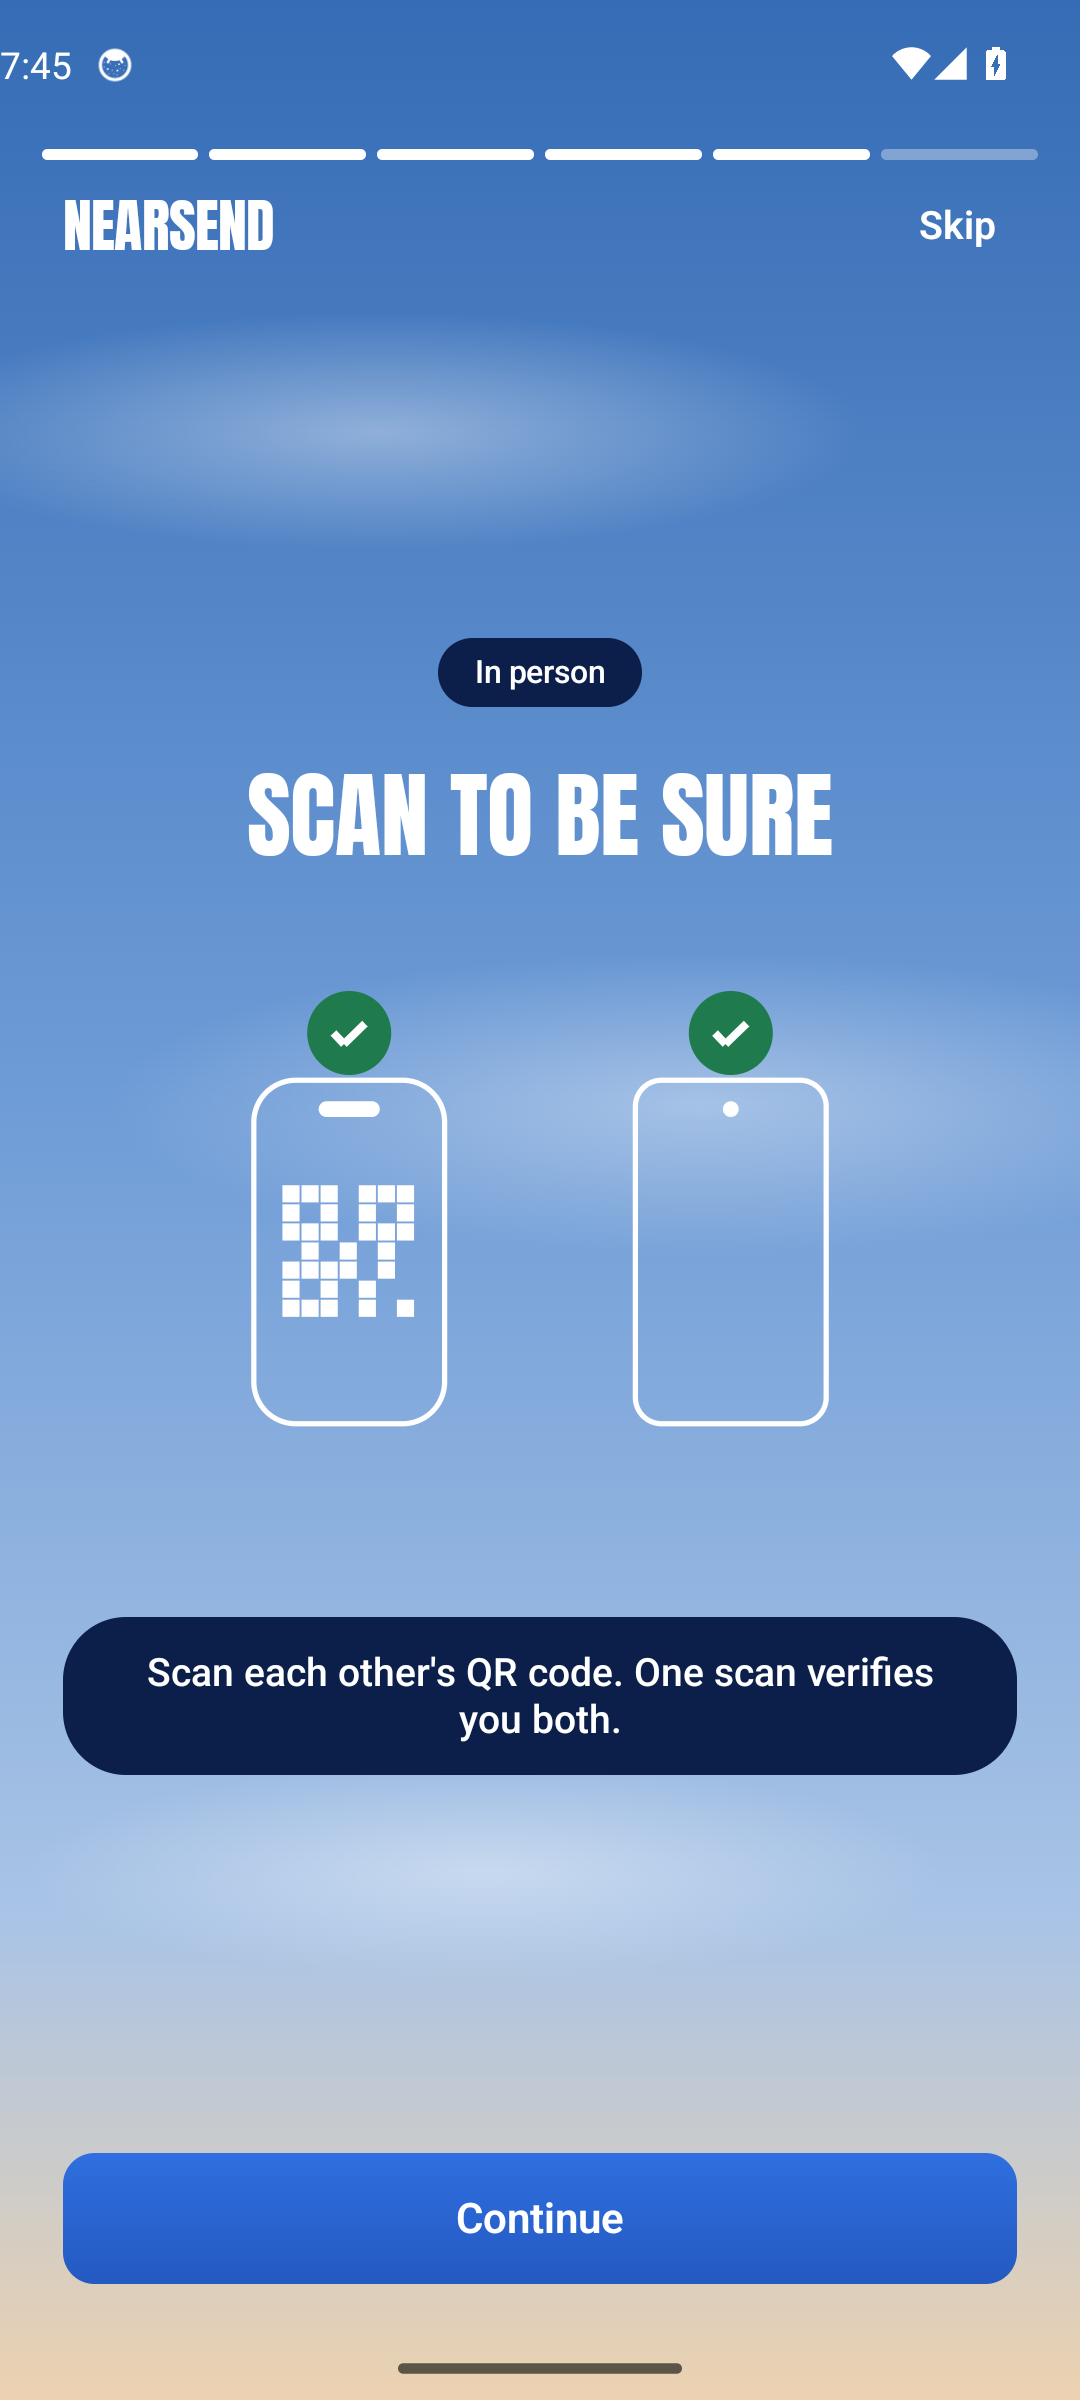 7:45
NEARSEND
Skip
In person
SCAN TO BE SURE
Scan each other's QR code. One scan verifies
you both.
Continue